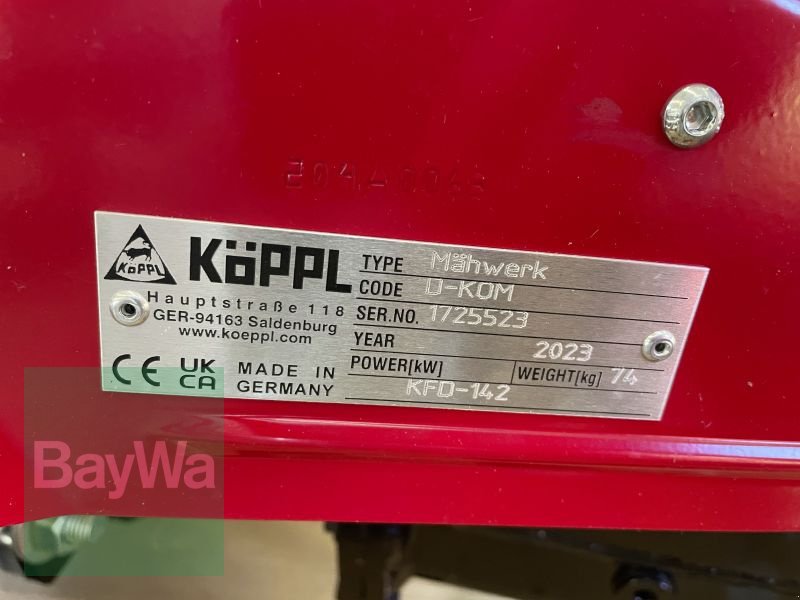 KÖPPL
KÖPPL
Hauptstraße 118
GER-94163 Saldenburg
www.koeppl.com
CE UK CA MADE IN GERMANY
TYPE Mähwerk
CODE D-KOM
SER.NO. 1725523
YEAR 2023
POWER[kW] WEIGHT[kg] 74
KFD-142
BayWa